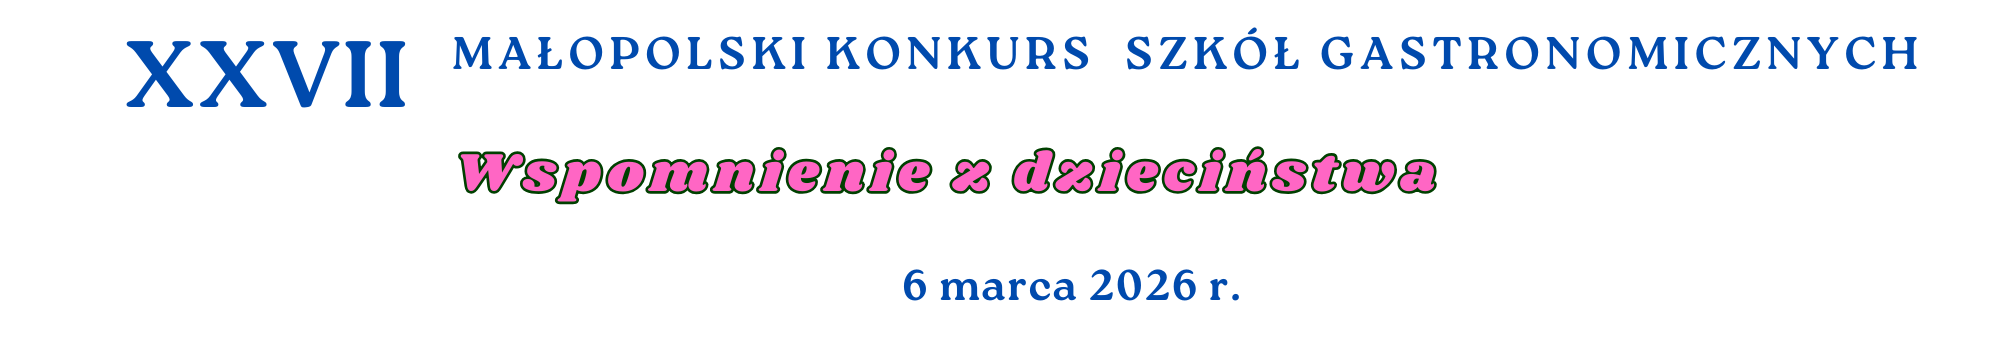 XXVII MAŁOPOLSKI KONKURS SZKÓŁ GASTRONOMICZNYCH
Wspomnienie z dzieciństwa
6 marca 2026 r.